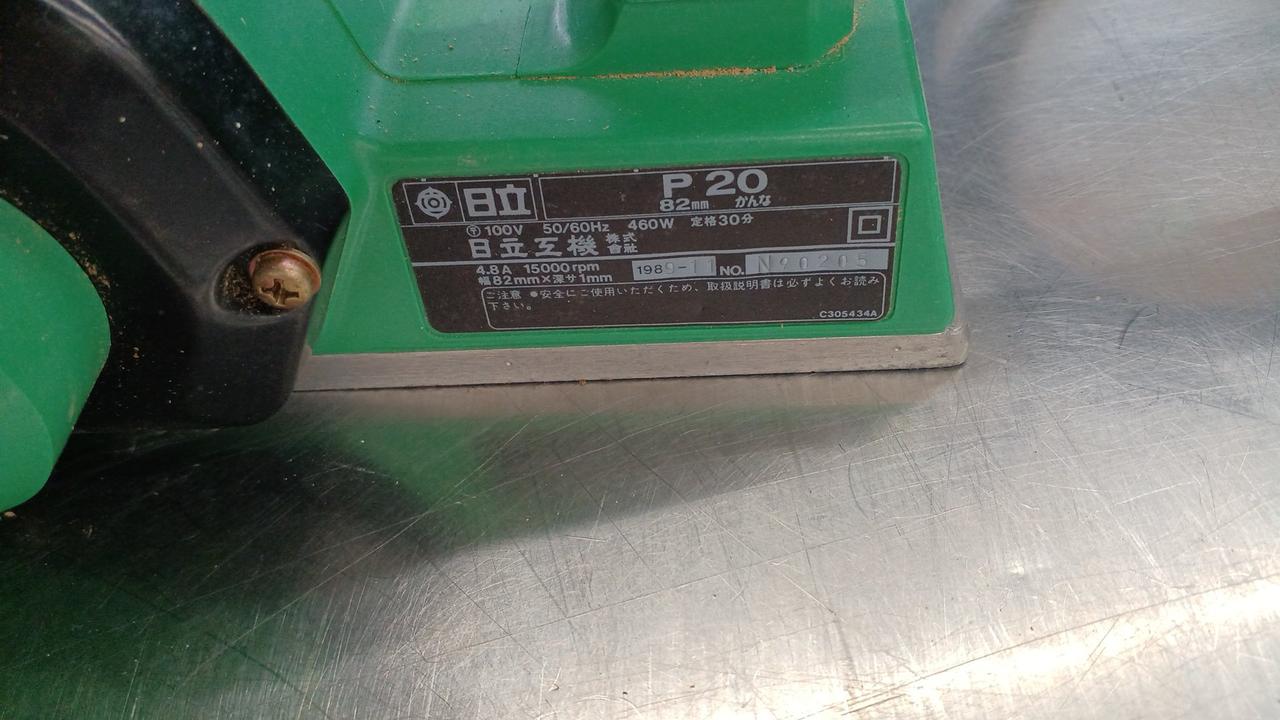 日立 P 20
82mm かんな
〒100V 50/60Hz 460W 定格30分
日立工機 株式会社
4.8A 15000rpm
幅82mm×深サ1mm
1989-11 NO. N90205
ご注意 ●安全にご使用いただくため、取扱説明書は必ずよくお読み
下さい。
C305434A